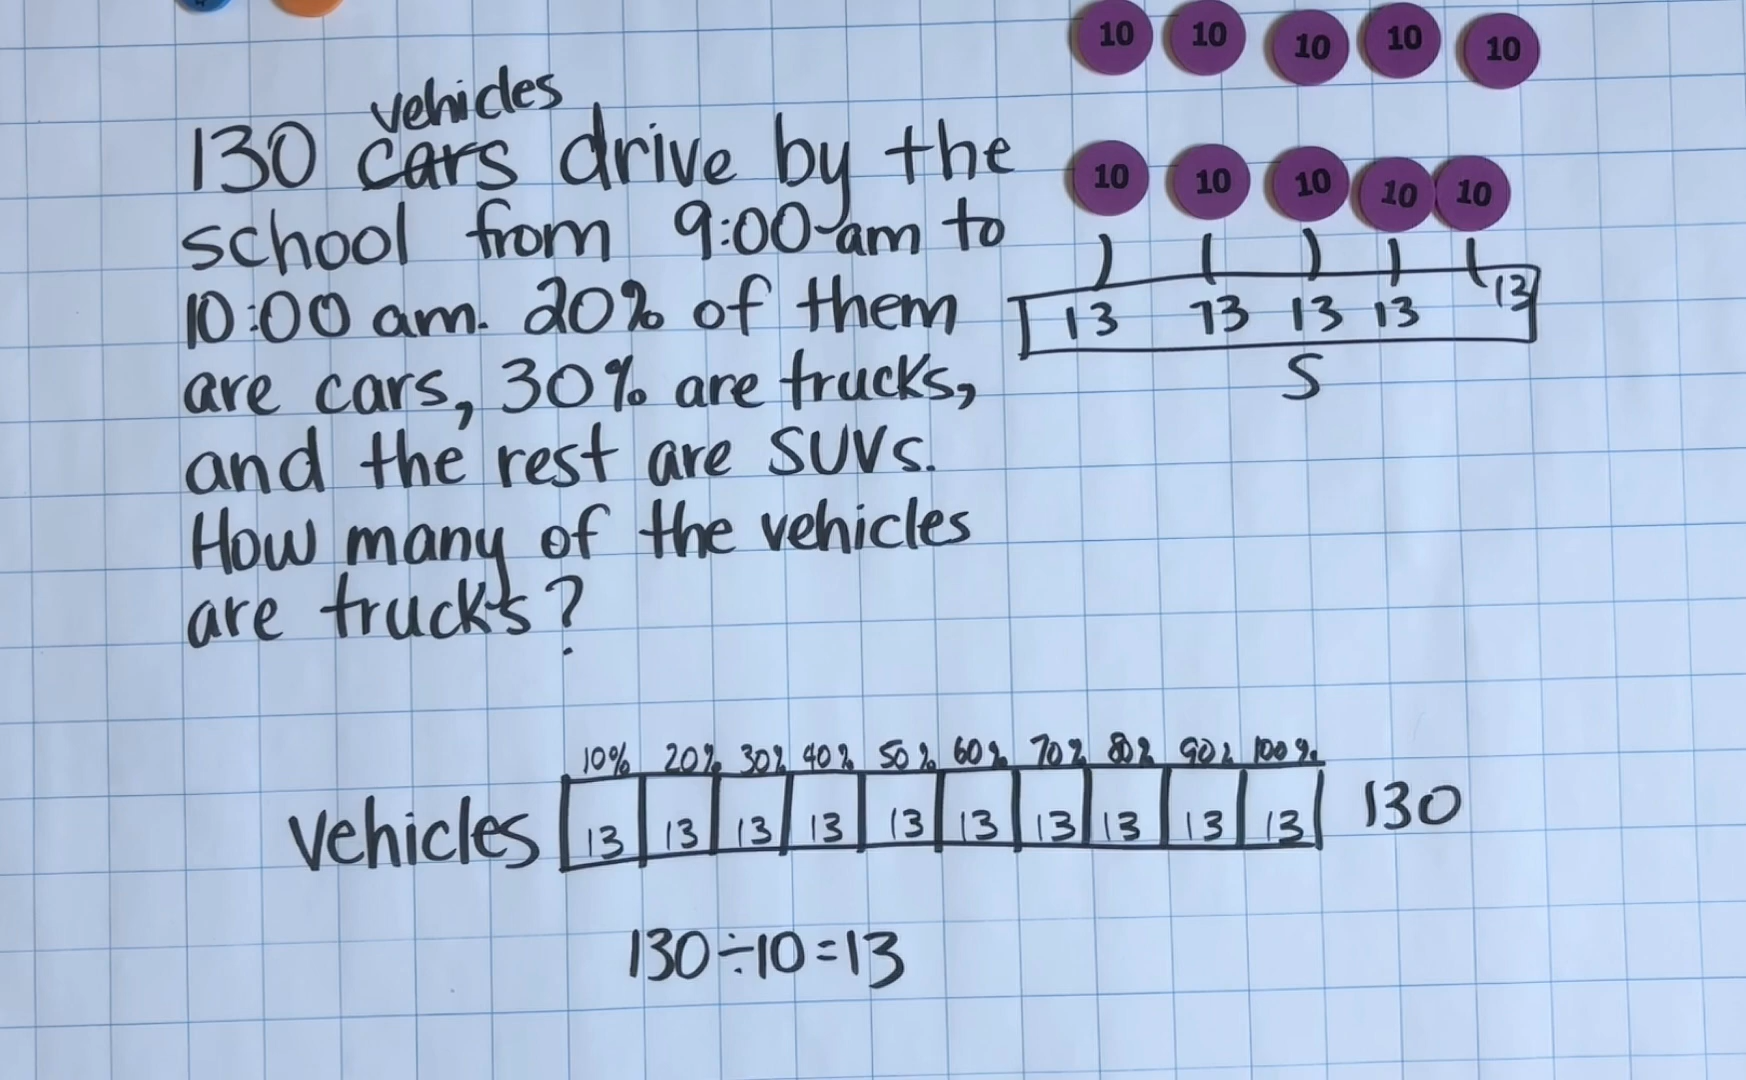 10 10 10 10 10
vehicles
130 cars drive by the
school from 9:00 am to
10:00 am. 20% of them
are cars, 30% are trucks,
and the rest are SUVs.
How many of the vehicles
are trucks?
10 10 10 10 10
13 13 13 13 13
S
10% 20% 30% 40% 50% 60% 70% 80% 90% 100%
vehicles 13 13 13 13 13 13 13 13 13 13 130
130÷10=13